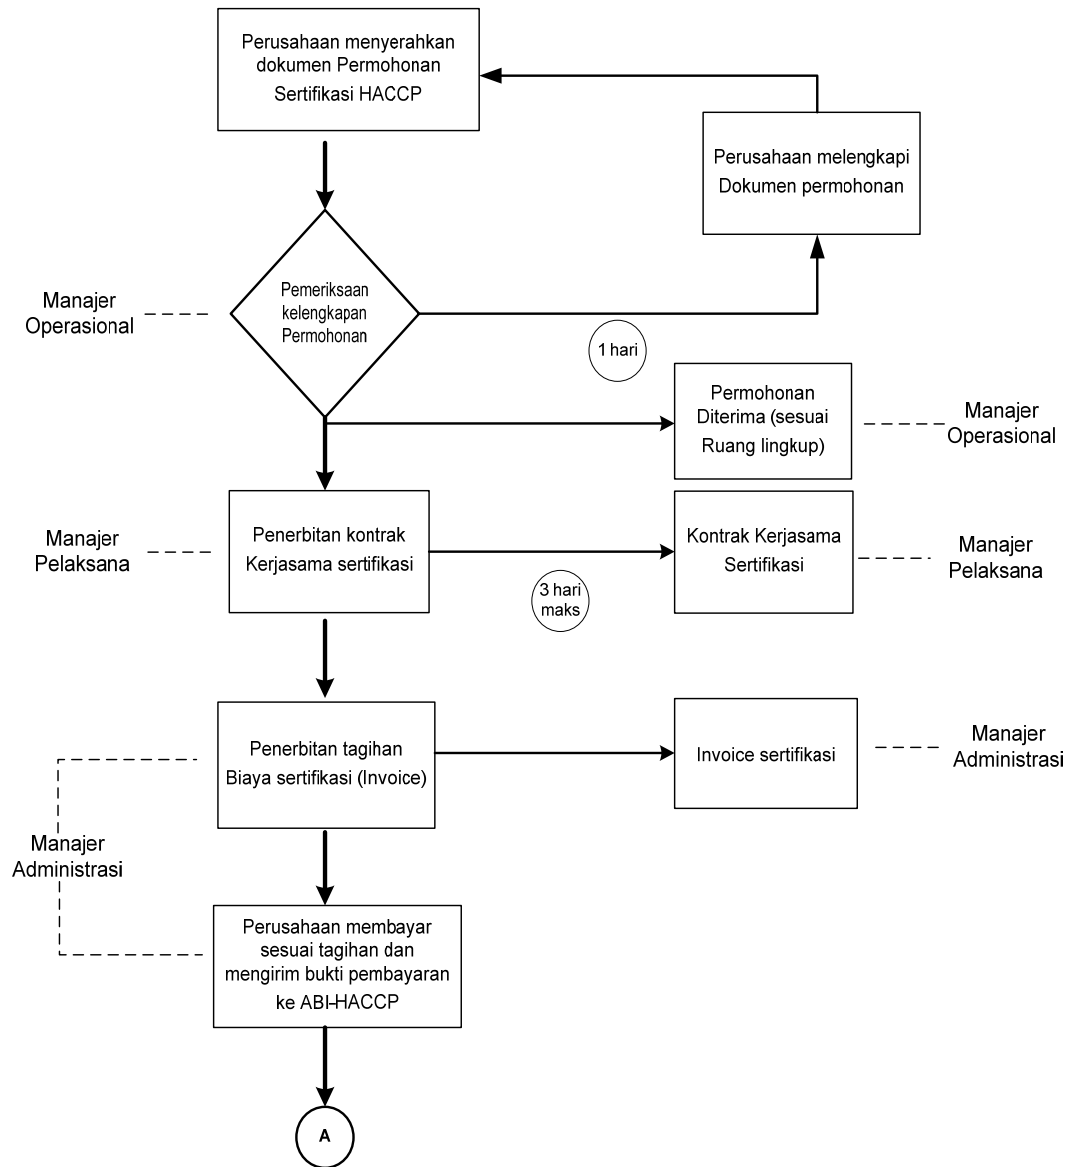 Perusahaan menyerahkan
dokumen Permohonan
Sertifikasi HACCP
Perusahaan melengkapi
Dokumen permohonan
Manajer
Operasional
Pemeriksaan
kelengkapan
Permohonan
1 hari
Permohonan
Diterima (sesuai
Ruang lingkup)
Manajer
Operasional
Manajer
Pelaksana
Penerbitan kontrak
Kerjasama sertifikasi
3 hari
maks
Kontrak Kerjasama
Sertifikasi
Manajer
Pelaksana
Penerbitan tagihan
Biaya sertifikasi (Invoice)
Invoice sertifikasi
Manajer
Administrasi
Manajer
Administrasi
Perusahaan membayar
sesuai tagihan dan
mengirim bukti pembayaran
ke ABI-HACCP
A